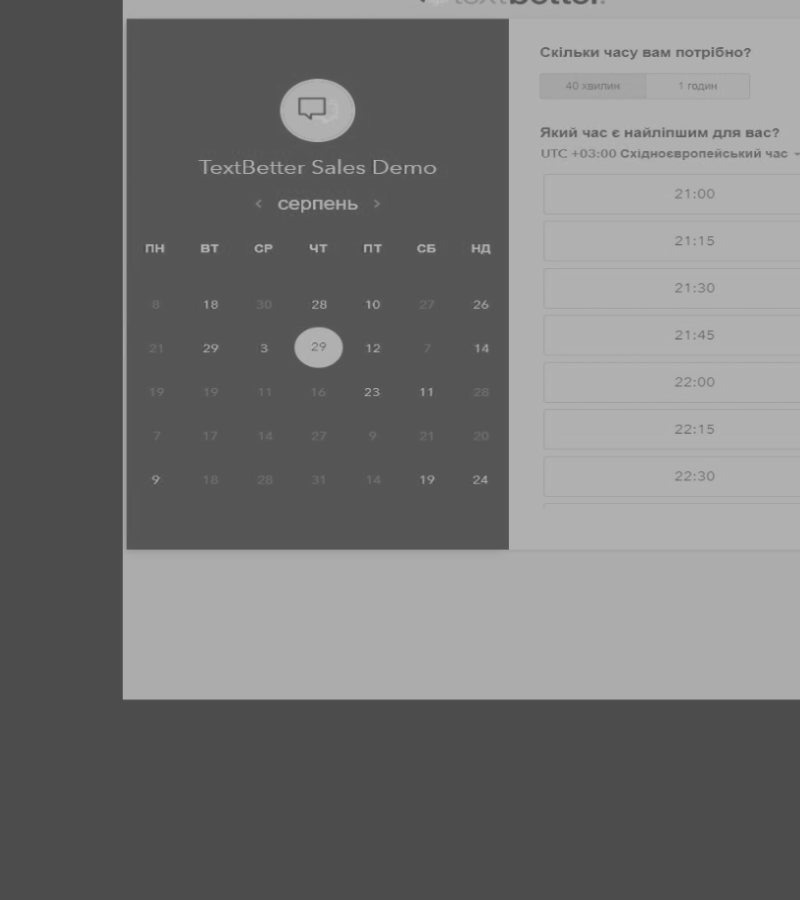 textbetter.
TextBetter Sales Demo
‹ серпень ›
ПН ВТ СР ЧТ ПТ СБ НД
8 18 30 28 10 27 26
21 29 3 29 12 7 14
19 19 11 16 23 11 28
7 17 14 27 9 21 20
9 18 28 31 14 19 24
Скільки часу вам потрібно?
40 хвилин 1 годин
Який час є найліпшим для вас?
UTC +03:00 Східноєвропейський час
21:00
21:15
21:30
21:45
22:00
22:15
22:30